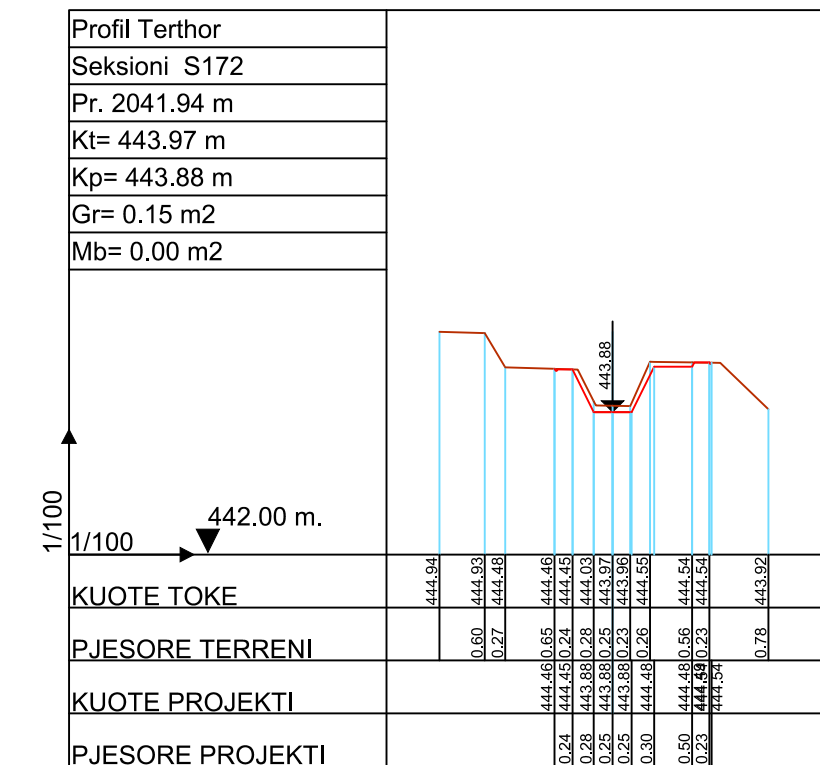 Profil Terthor
Seksioni S172
Pr. 2041.94 m
Kt= 443.97 m
Kp= 443.88 m
Gr= 0.15 m2
Mb= 0.00 m2
443.88
1/100
442.00 m.
1/100
KUOTE TOKE 444.94 444.93 444.48 444.46 444.45 444.03 443.97 443.96 444.55 444.54 444.54 443.92
PJESORE TERRENI 0.60 0.27 0.65 0.24 0.28 0.25 0.23 0.26 0.56 0.23 0.78
KUOTE PROJEKTI 444.46 444.45 443.88 443.88 443.88 444.48 444.48 444.54
PJESORE PROJEKTI 0.24 0.28 0.25 0.25 0.30 0.50 0.23